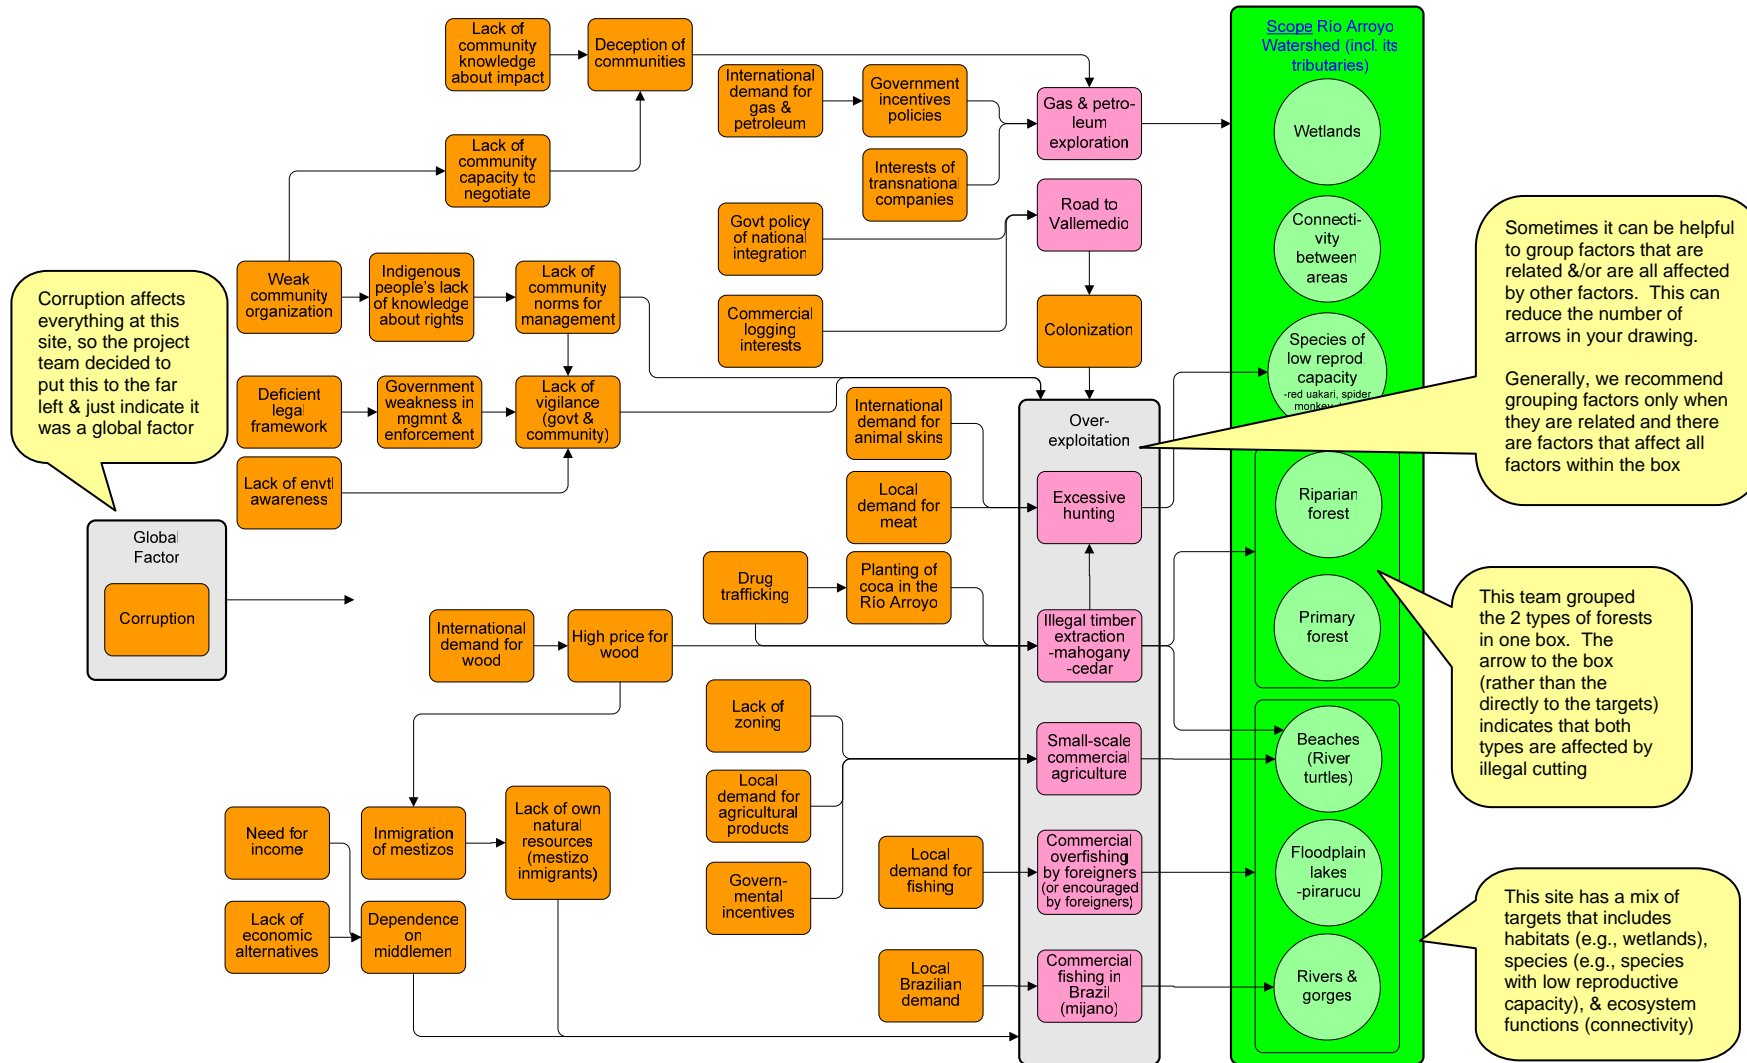 Lack of
community
knowledge
about impact
Deception of
communities
International
demand for
gas &
petroleum
Government
incentives
policies
Gas & petro-
leum
exploration
Lack of
community
capacity to
negotiate
Interests of
transnational
companies
Govt policy
of national
integration
Road to
Vallemedio
Weak
community
organization
Indigenous
people's lack
of knowledge
about rights
Lack of
community
norms for
management
Commercial
logging
interests
Colonization
Deficient
legal
framework
Government
weakness in
mgmnt &
enforcement
Lack of
vigilance
(govt &
community)
Lack of envtl
awareness
Corruption affects
everything at this
site, so the project
team decided to
put this to the far
left & just indicate it
was a global factor
Global
Factor
Corruption
International
demand for
animal skins
Local
demand for
meat
Over-
exploitation
Excessive
hunting
Drug
trafficking
Planting of
coca in the
Río Arroyo
International
demand for
wood
High price for
wood
Illegal timber
extraction
-mahogany
-cedar
Lack of
zoning
Local
demand for
agricultural
products
Govern-
mental
incentives
Small-scale
commercial
agriculture
Need for
income
Inmigration
of mestizos
Lack of own
natural
resources
(mestizo
inmigrants)
Lack of
economic
alternatives
Dependence
on
middlemen
Local
demand for
fishing
Commercial
overfishing
by foreigners
(or encouraged
by foreigners)
Local
Brazilian
demand
Commercial
fishing in
Brazil
(mijano)
Scope Río Arroyo
Watershed (incl. its
tributaries)
Wetlands
Connecti-
vity
between
areas
Species of
low reprod.
capacity
-red uakari, spider
monkey,
Riparian
forest
Primary
forest
Beaches
(River
turtles)
Floodplain
lakes
-pirarucu
Rivers &
gorges
Sometimes it can be helpful
to group factors that are
related &/or are all affected
by other factors. This can
reduce the number of
arrows in your drawing.
Generally, we recommend
grouping factors only when
they are related and there
are factors that affect all
factors within the box
This team grouped
the 2 types of forests
in one box. The
arrow to the box
(rather than the
directly to the targets)
indicates that both
types are affected by
illegal cutting
This site has a mix of
targets that includes
habitats (e.g., wetlands),
species (e.g., species
with low reproductive
capacity), & ecosystem
functions (connectivity)